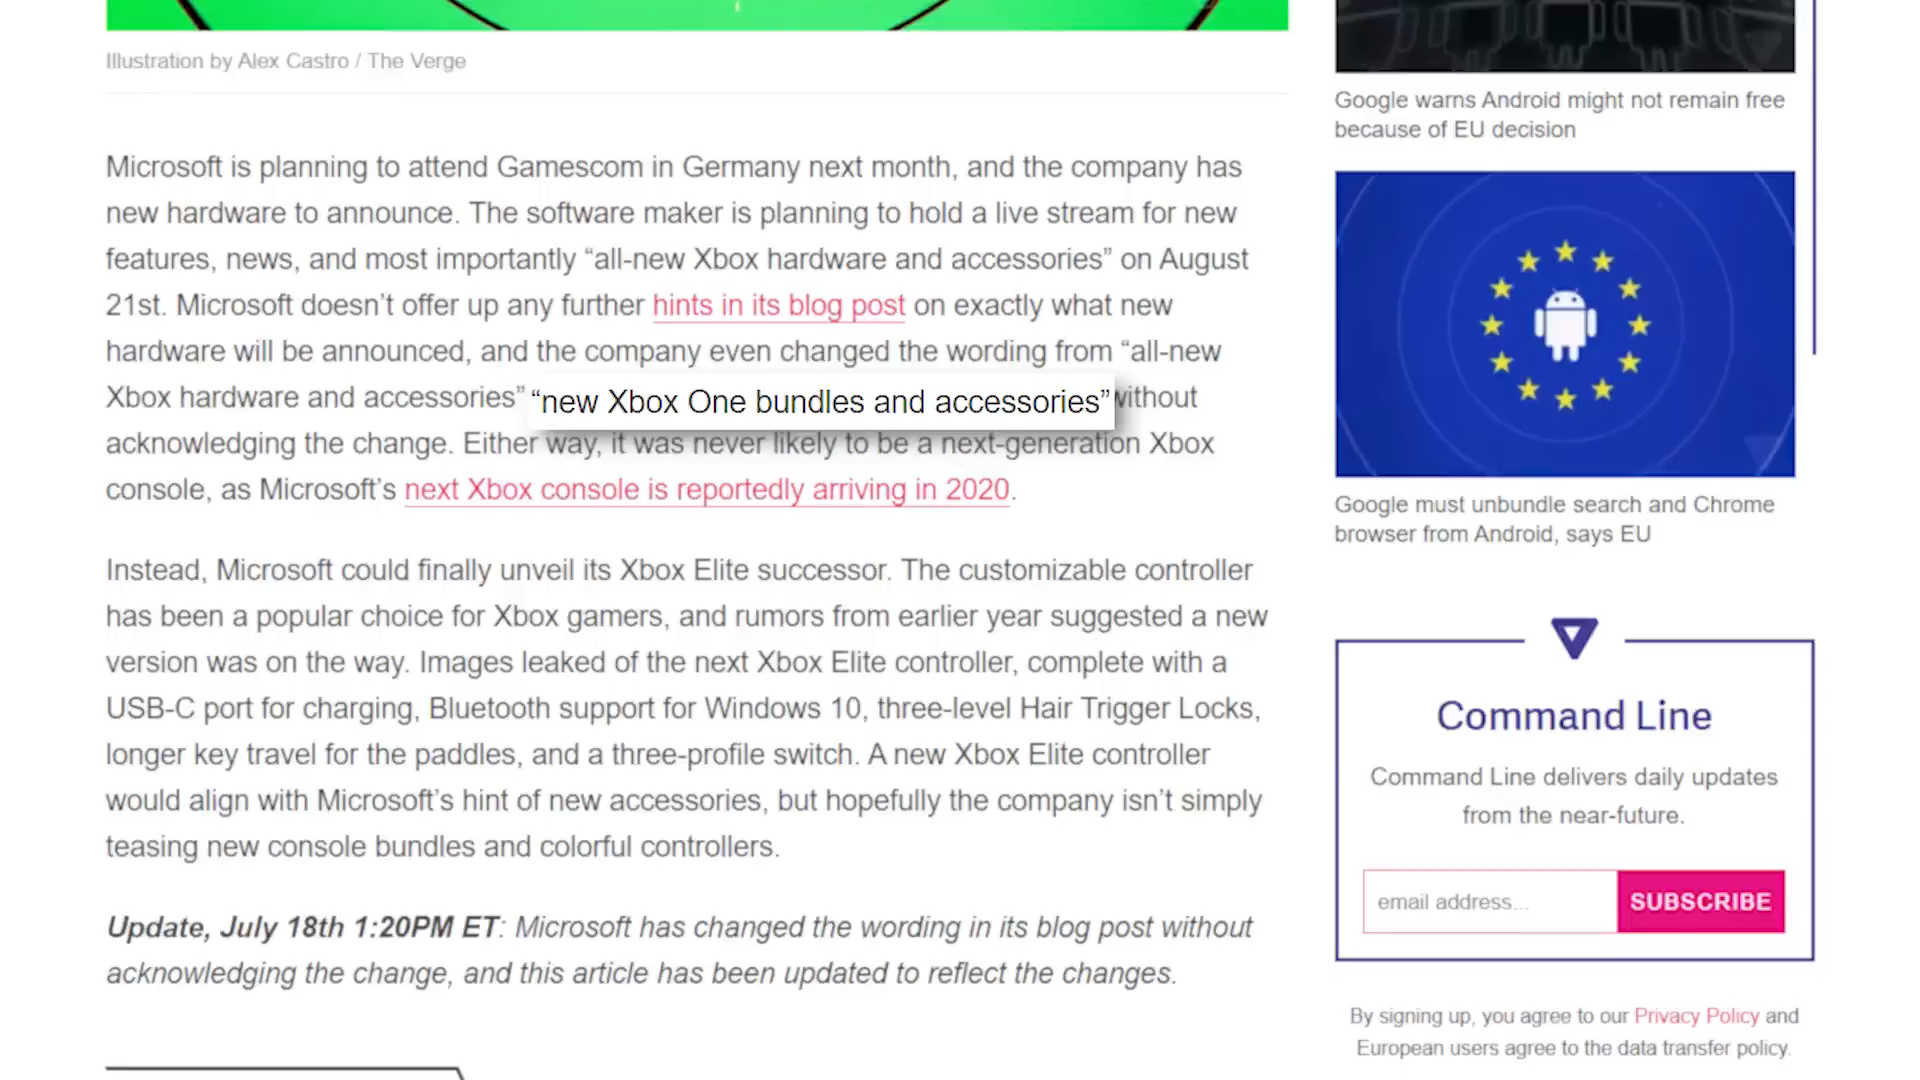 Illustration by Alex Castro / The Verge
Microsoft is planning to attend Gamescom in Germany next month, and the company has
new hardware to announce. The software maker is planning to hold a live stream for new
features, news, and most importantly “all-new Xbox hardware and accessories” on August
21st. Microsoft doesn’t offer up any further hints in its blog post on exactly what new
hardware will be announced, and the company even changed the wording from “all-new
Xbox hardware and accessories” “new Xbox One bundles and accessories” without
acknowledging the change. Either way, it was never likely to be a next-generation Xbox
console, as Microsoft’s next Xbox console is reportedly arriving in 2020.
Instead, Microsoft could finally unveil its Xbox Elite successor. The customizable controller
has been a popular choice for Xbox gamers, and rumors from earlier year suggested a new
version was on the way. Images leaked of the next Xbox Elite controller, complete with a
USB-C port for charging, Bluetooth support for Windows 10, three-level Hair Trigger Locks,
longer key travel for the paddles, and a three-profile switch. A new Xbox Elite controller
would align with Microsoft’s hint of new accessories, but hopefully the company isn’t simply
teasing new console bundles and colorful controllers.
Update, July 18th 1:20PM ET: Microsoft has changed the wording in its blog post without
acknowledging the change, and this article has been updated to reflect the changes.
Google warns Android might not remain free
because of EU decision
Google must unbundle search and Chrome
browser from Android, says EU
Command Line
Command Line delivers daily updates
from the near-future.
email address...
SUBSCRIBE
By signing up, you agree to our Privacy Policy and
European users agree to the data transfer policy.